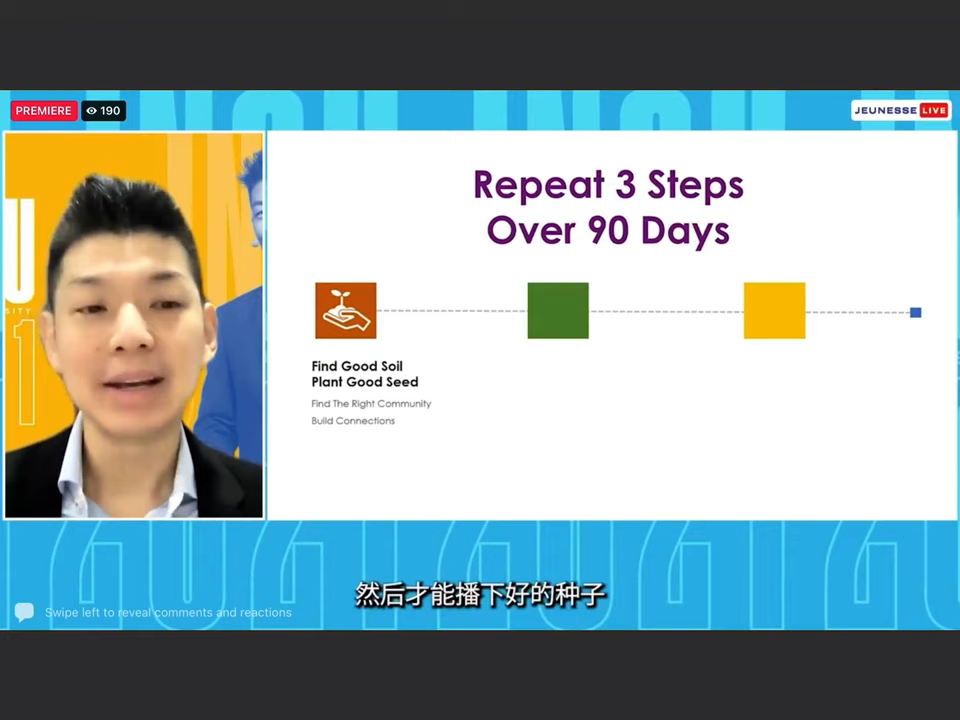 PREMIERE
190
JEUNESSE LIVE
U
SITY
1
Repeat 3 Steps
Over 90 Days
Find Good Soil
Plant Good Seed
Find The Right Community
Build Connections
然后才能播下好的种子
Swipe left to reveal comments and reactions